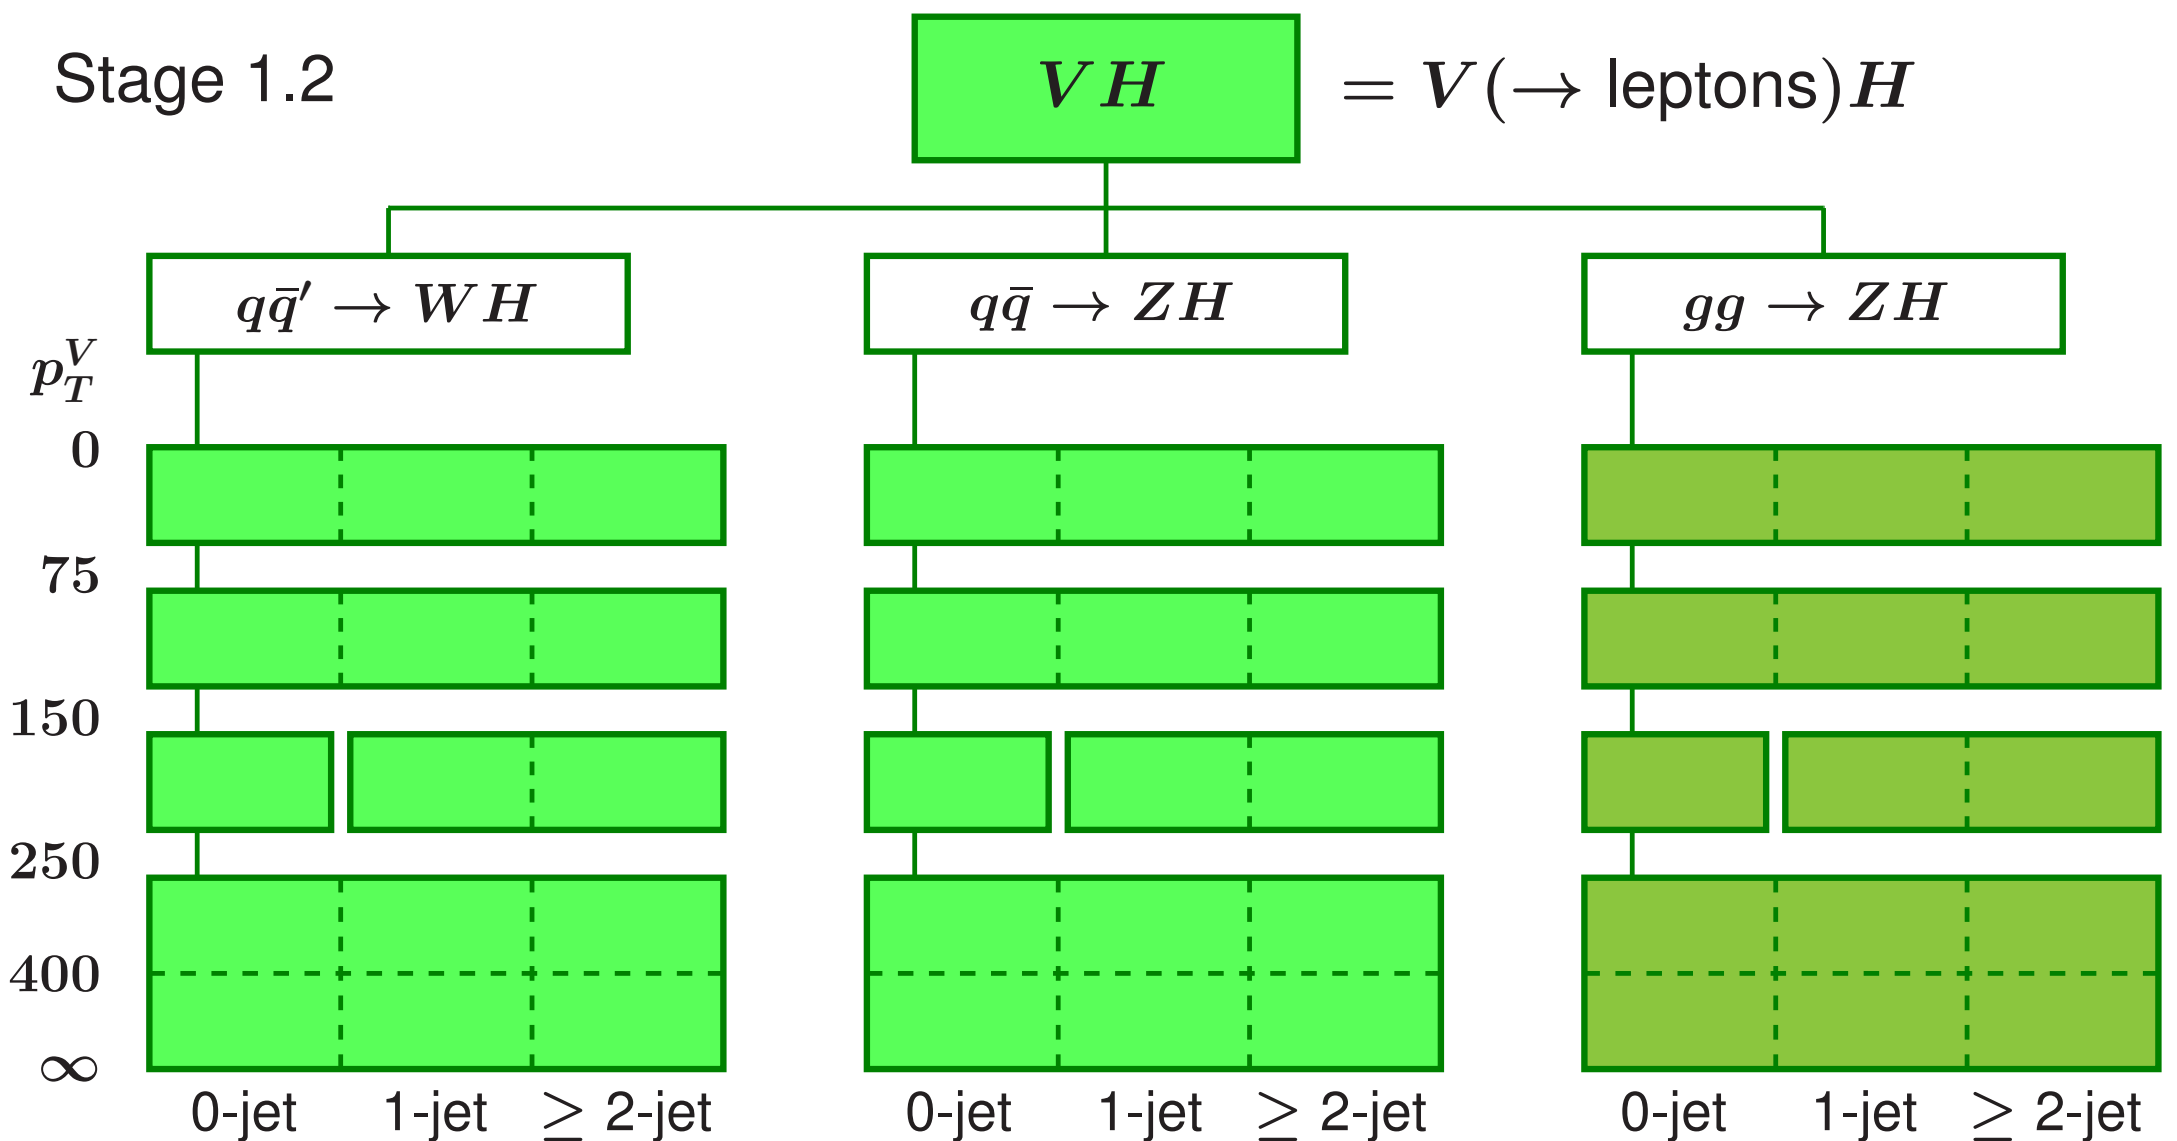 Stage 1.2
VH = V(→ leptons)H
qq̄′ → WH
qq̄ → ZH
gg → ZH
p_T^V
0
75
150
250
400
∞
0-jet 1-jet ≥ 2-jet
0-jet 1-jet ≥ 2-jet
0-jet 1-jet ≥ 2-jet